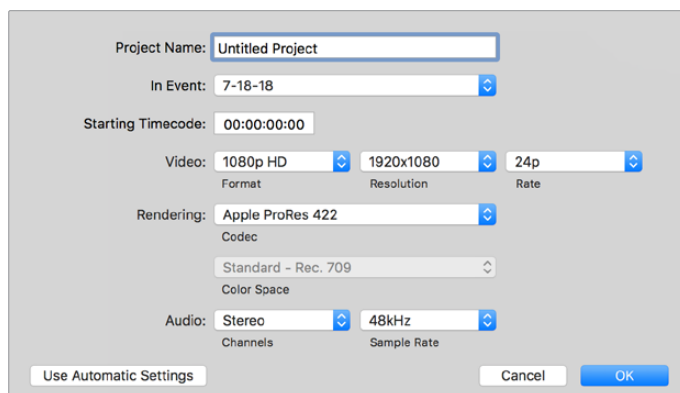 Project Name: Untitled Project
In Event: 7-18-18
Starting Timecode: 00:00:00:00
Video: 1080p HD 1920x1080 24p
Format Resolution Rate
Rendering: Apple ProRes 422
Codec
Standard - Rec. 709
Color Space
Audio: Stereo 48kHz
Channels Sample Rate
Use Automatic Settings Cancel OK